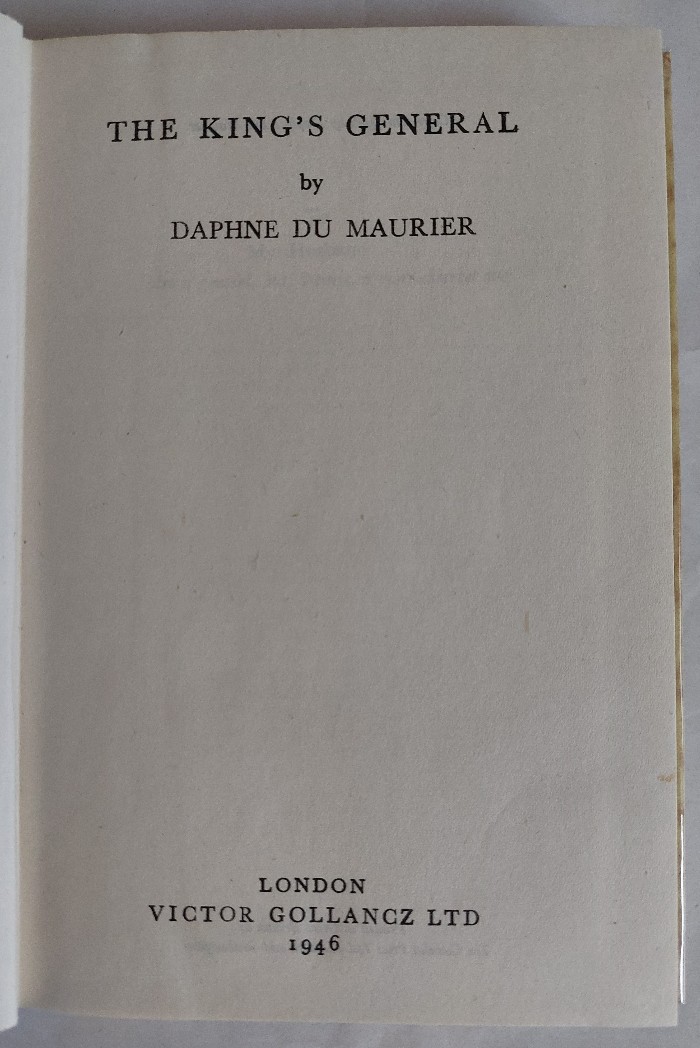 THE KING'S GENERAL
by
DAPHNE DU MAURIER
LONDON
VICTOR GOLLANCZ LTD
1946